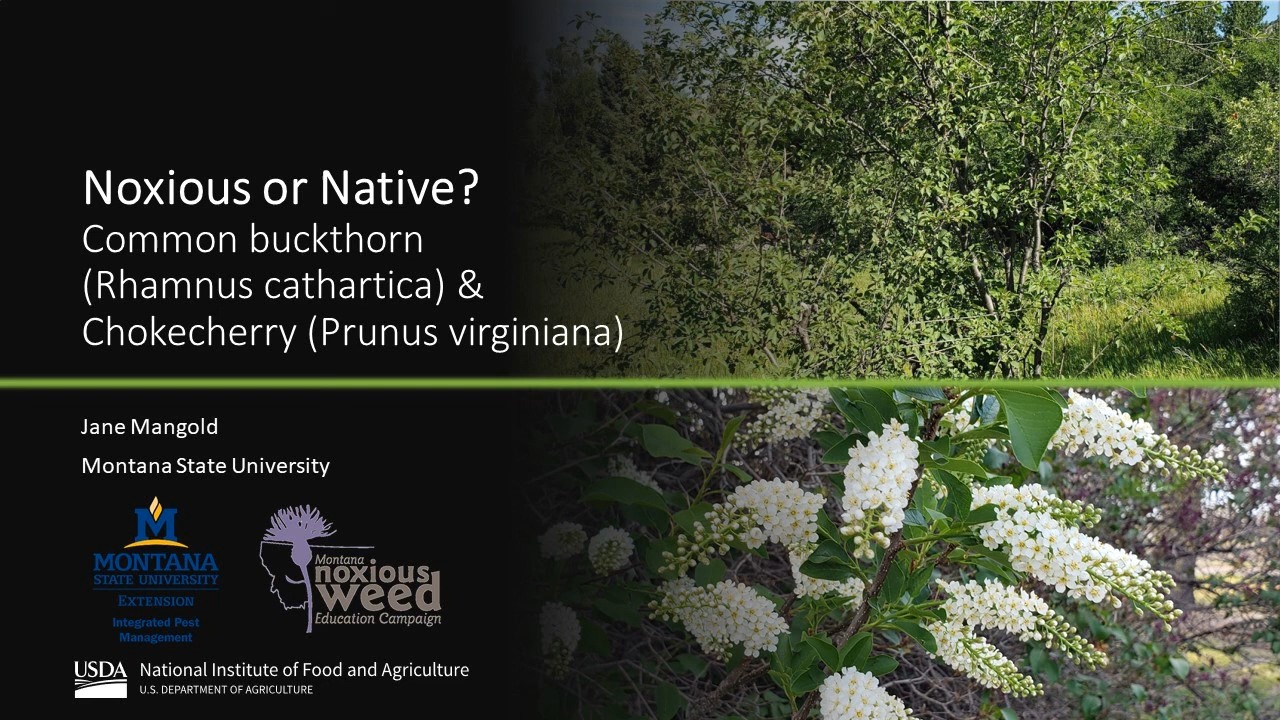 Noxious or Native?
Common buckthorn
(Rhamnus cathartica) &
Chokecherry (Prunus virginiana)
Jane Mangold
Montana State University
M
MONTANA
STATE UNIVERSITY
EXTENSION
Integrated Pest
Management
Montana
noxious
weed
Education Campaign
USDA
National Institute of Food and Agriculture
U.S. DEPARTMENT OF AGRICULTURE